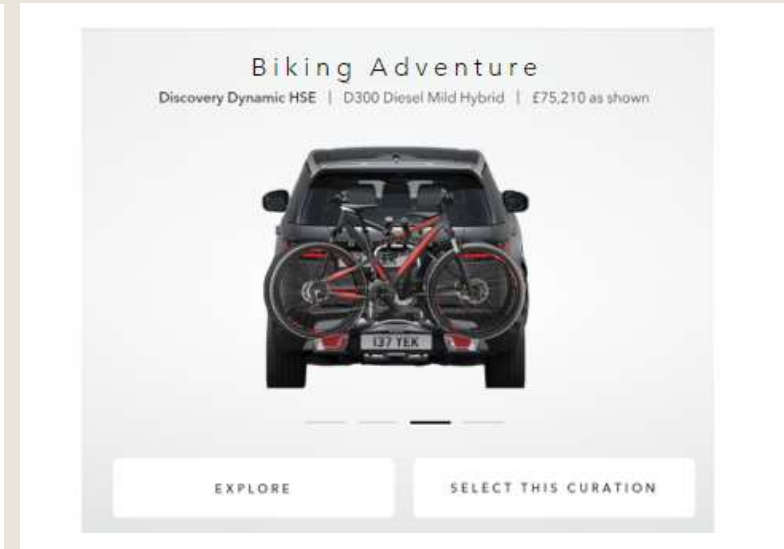 Biking Adventure
Discovery Dynamic HSE | D300 Diesel Mild Hybrid | £75,210 as shown
137 YEK
EXPLORE
SELECT THIS CURATION